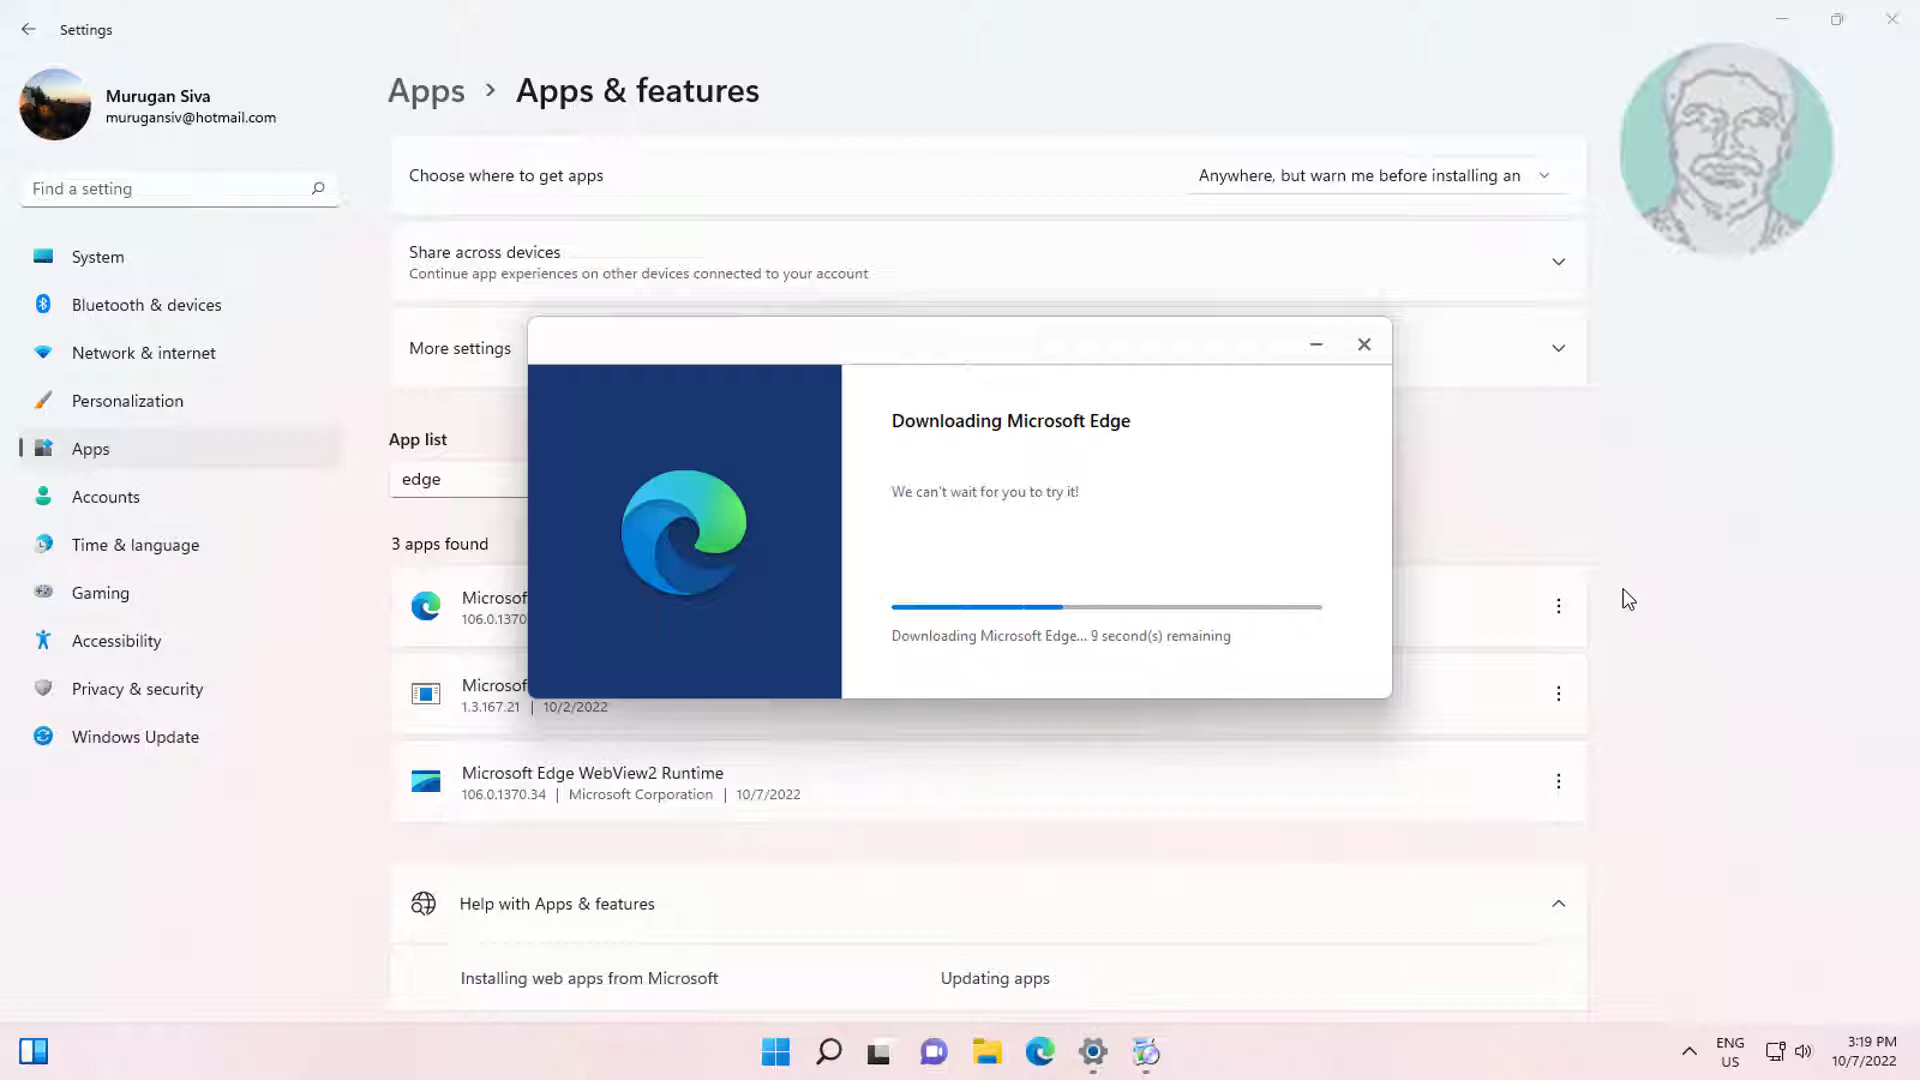 Settings
Murugan Siva
murugansiv@hotmail.com
Find a setting
System
Bluetooth & devices
Network & internet
Personalization
Apps
Accounts
Time & language
Gaming
Accessibility
Privacy & security
Windows Update
Apps > Apps & features
Choose where to get apps
Anywhere, but warn me before installing an
Share across devices
Continue app experiences on other devices connected to your account
More settings
App list
edge
3 apps found
Microsof
106.0.1370
Microsof
1.3.167.21 | 10/2/2022
Microsoft Edge WebView2 Runtime
106.0.1370.34 | Microsoft Corporation | 10/7/2022
Help with Apps & features
Installing web apps from Microsoft
Updating apps
Downloading Microsoft Edge
We can't wait for you to try it!
Downloading Microsoft Edge... 9 second(s) remaining
ENG
US
3:19 PM
10/7/2022